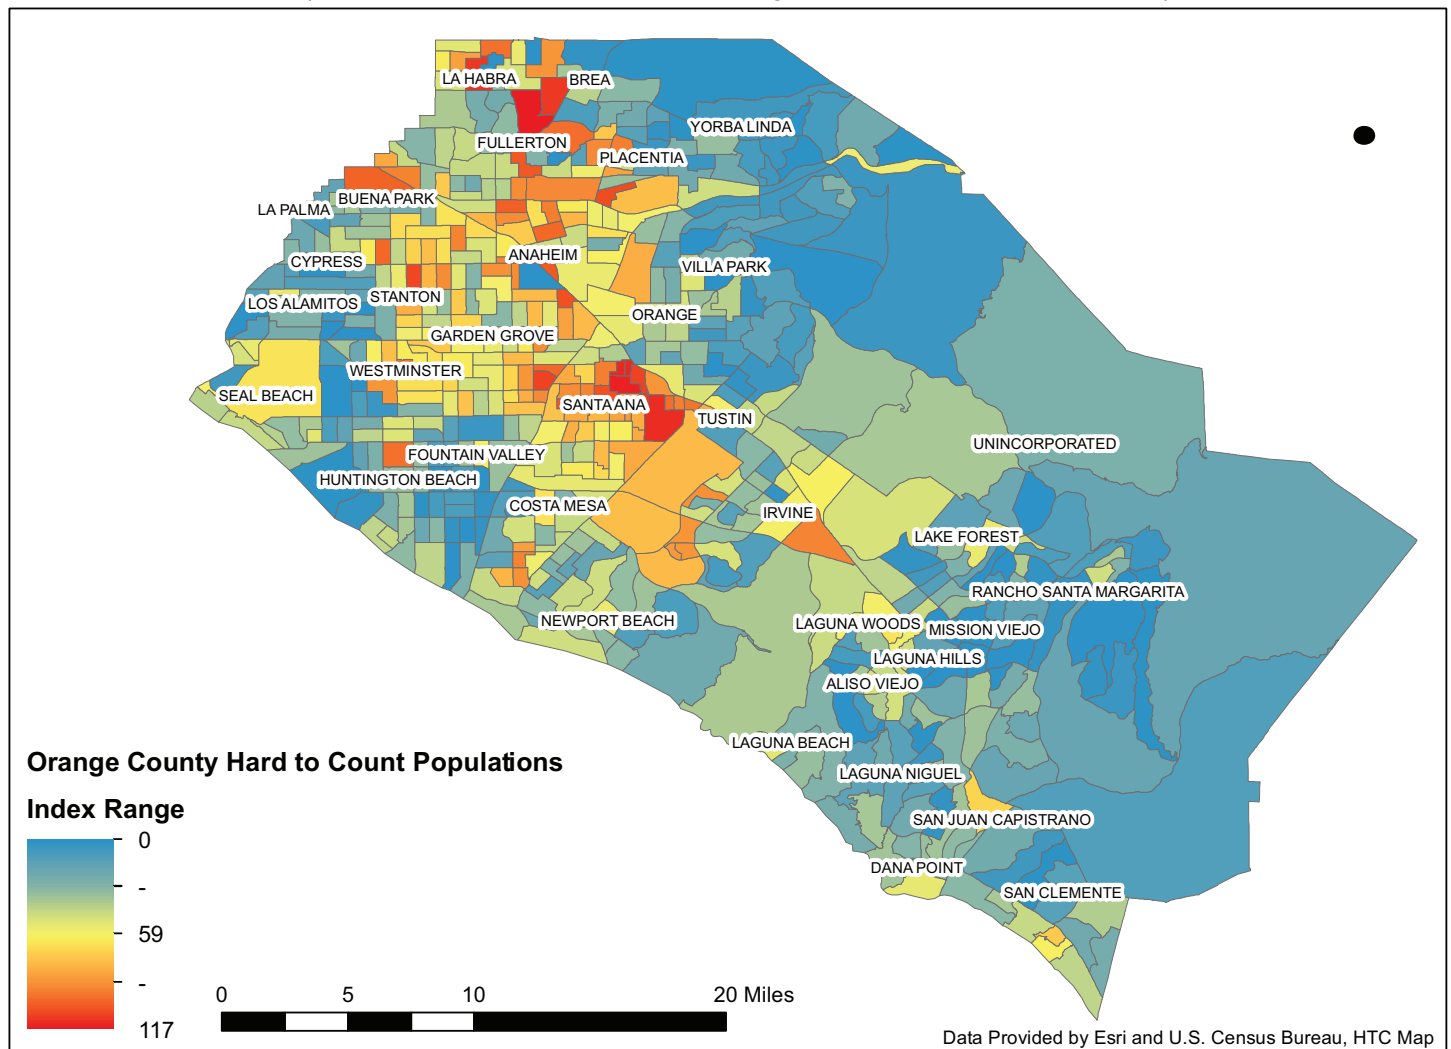 LA HABRA
BREA
YORBA LINDA
FULLERTON
PLACENTIA
BUENA PARK
LA PALMA
ANAHEIM
CYPRESS
VILLA PARK
LOS ALAMITOS
STANTON
ORANGE
GARDEN GROVE
WESTMINSTER
SEAL BEACH
SANTA ANA
TUSTIN
UNINCORPORATED
FOUNTAIN VALLEY
HUNTINGTON BEACH
COSTA MESA
IRVINE
LAKE FOREST
RANCHO SANTA MARGARITA
NEWPORT BEACH
LAGUNA WOODS
MISSION VIEJO
LAGUNA HILLS
ALISO VIEJO
LAGUNA BEACH
LAGUNA NIGUEL
SAN JUAN CAPISTRANO
DANA POINT
SAN CLEMENTE
Orange County Hard to Count Populations
Index Range
0
-
59
-
117
0 5 10 20 Miles
Data Provided by Esri and U.S. Census Bureau, HTC Map